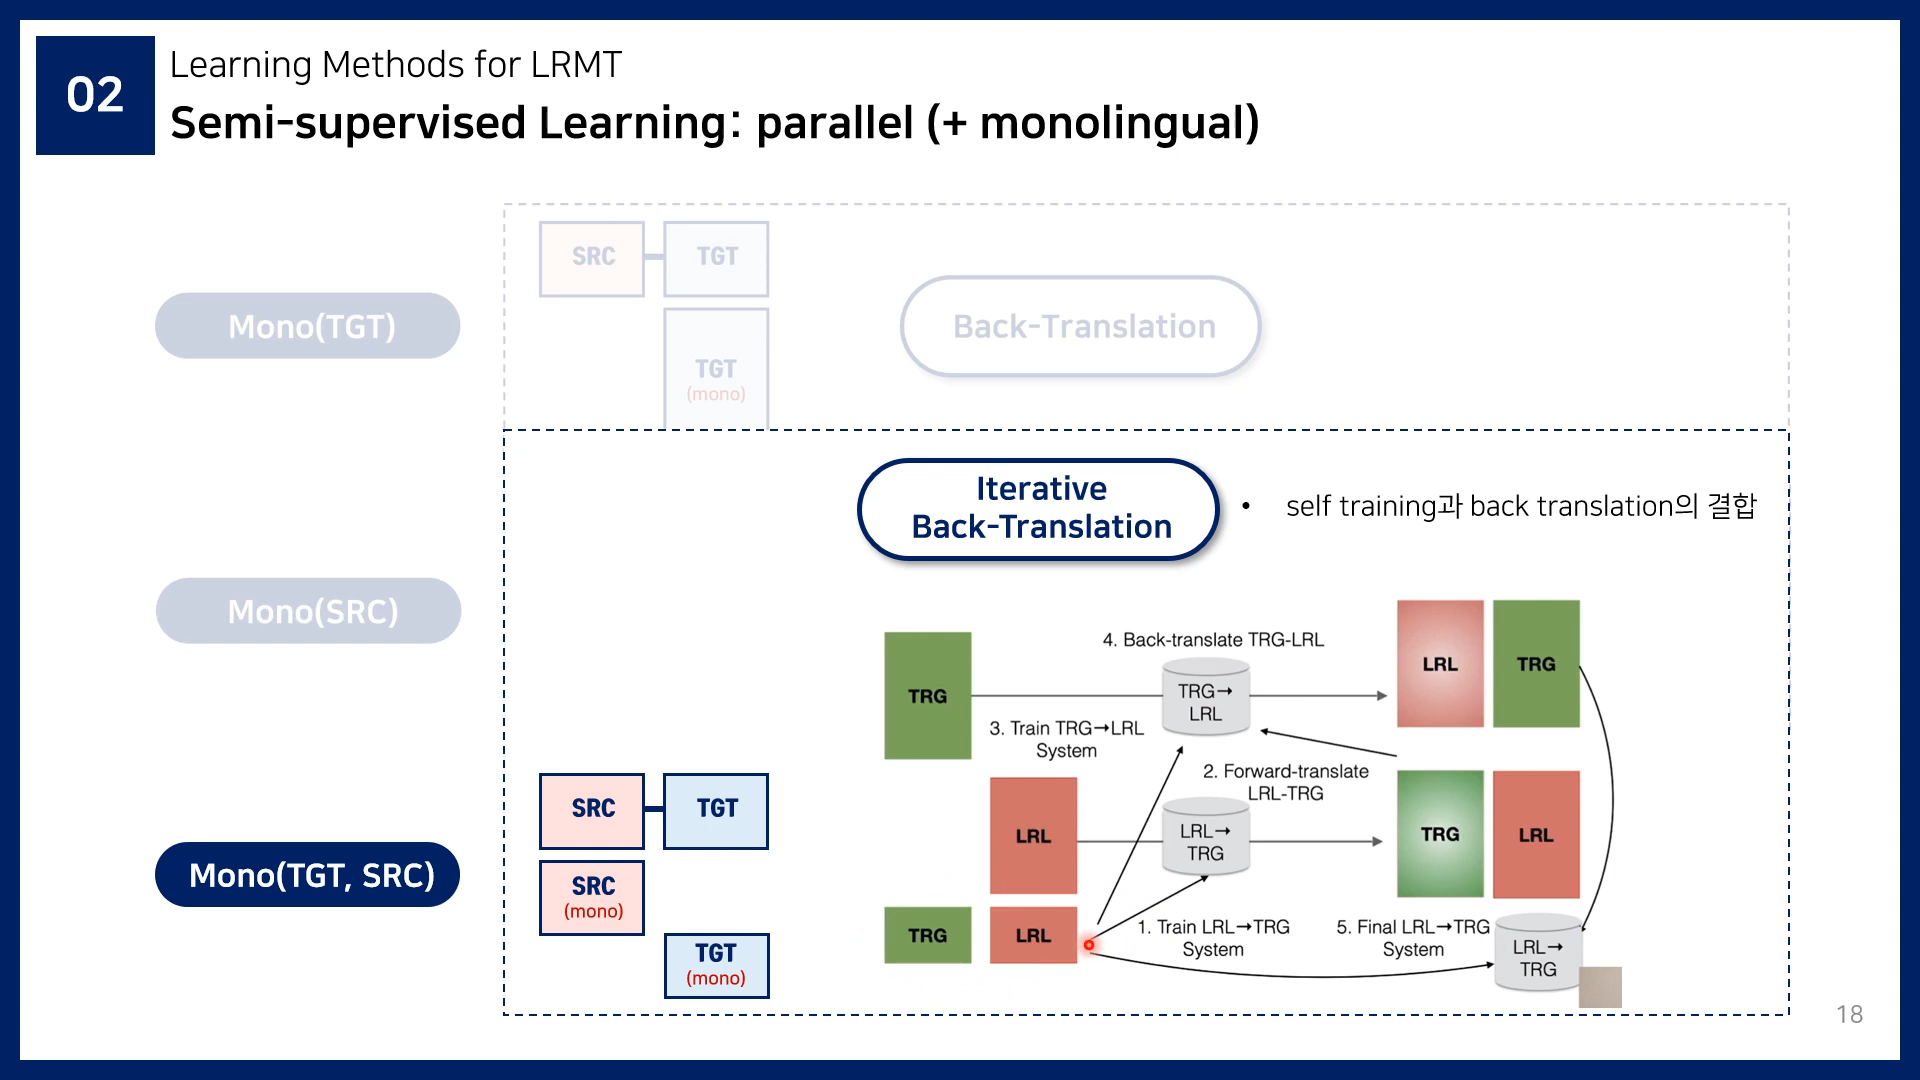 02
Learning Methods for LRMT
Semi-supervised Learning: parallel (+ monolingual)
SRC
TGT
Mono(TGT)
Back-Translation
TGT
(mono)
Iterative
Back-Translation
• self training과 back translation의 결합
Mono(SRC)
4. Back-translate TRG-LRL
TRG
TRG→
LRL
LRL
TRG
3. Train TRG→LRL
System
2. Forward-translate
LRL-TRG
SRC
TGT
LRL
LRL→
TRG
TRG
LRL
Mono(TGT, SRC)
SRC
(mono)
TRG
LRL
1. Train LRL→TRG
System
5. Final LRL→TRG
System
LRL→
TRG
TGT
(mono)
18